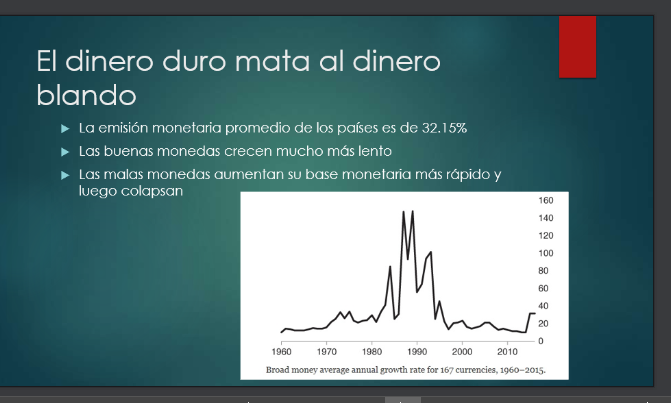 El dinero duro mata al dinero
blando
La emisión monetaria promedio de los países es de 32.15%
Las buenas monedas crecen mucho más lento
Las malas monedas aumentan su base monetaria más rápido y
luego colapsan
160
140
120
100
80
60
40
20
0
1960 1970 1980 1990 2000 2010
Broad money average annual growth rate for 167 currencies, 1960–2015.